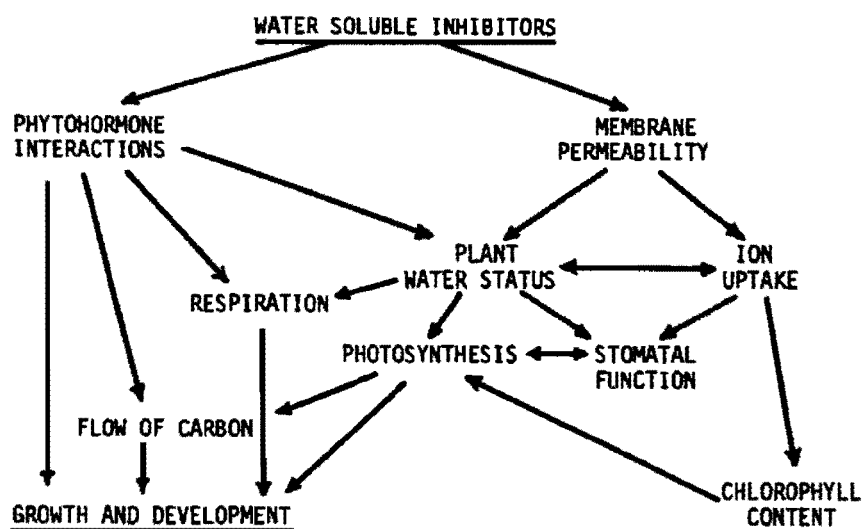 WATER SOLUBLE INHIBITORS
PHYTOHORMONE
INTERACTIONS
MEMBRANE
PERMEABILITY
PLANT
WATER STATUS
ION
UPTAKE
RESPIRATION
PHOTOSYNTHESIS
STOMATAL
FUNCTION
FLOW OF CARBON
GROWTH AND DEVELOPMENT
CHLOROPHYLL
CONTENT